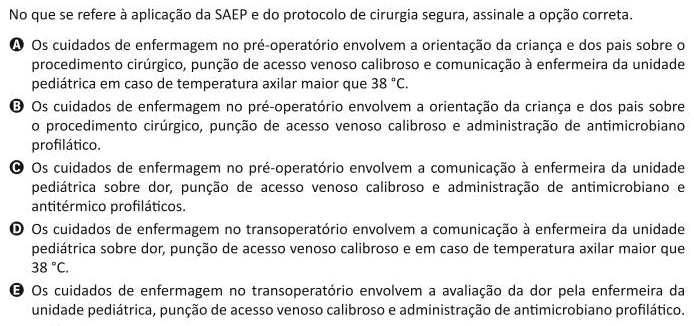 No que se refere à aplicação da SAEP e do protocolo de cirurgia segura, assinale a opção correta.
A Os cuidados de enfermagem no pré-operatório envolvem a orientação da criança e dos pais sobre o
procedimento cirúrgico, punção de acesso venoso calibroso e comunicação à enfermeira da unidade
pediátrica em caso de temperatura axilar maior que 38 °C.
B Os cuidados de enfermagem no pré-operatório envolvem a orientação da criança e dos pais sobre
o procedimento cirúrgico, punção de acesso venoso calibroso e administração de antimicrobiano
profilático.
C Os cuidados de enfermagem no pré-operatório envolvem a comunicação à enfermeira da unidade
pediátrica sobre dor, punção de acesso venoso calibroso e administração de antimicrobiano e
antitérmico profiláticos.
D Os cuidados de enfermagem no transoperatório envolvem a comunicação à enfermeira da unidade
pediátrica sobre dor, punção de acesso venoso calibroso e em caso de temperatura axilar maior que
38 °C.
E Os cuidados de enfermagem no transoperatório envolvem a avaliação da dor pela enfermeira da
unidade pediátrica, punção de acesso venoso calibroso e administração de antimicrobiano profilático.